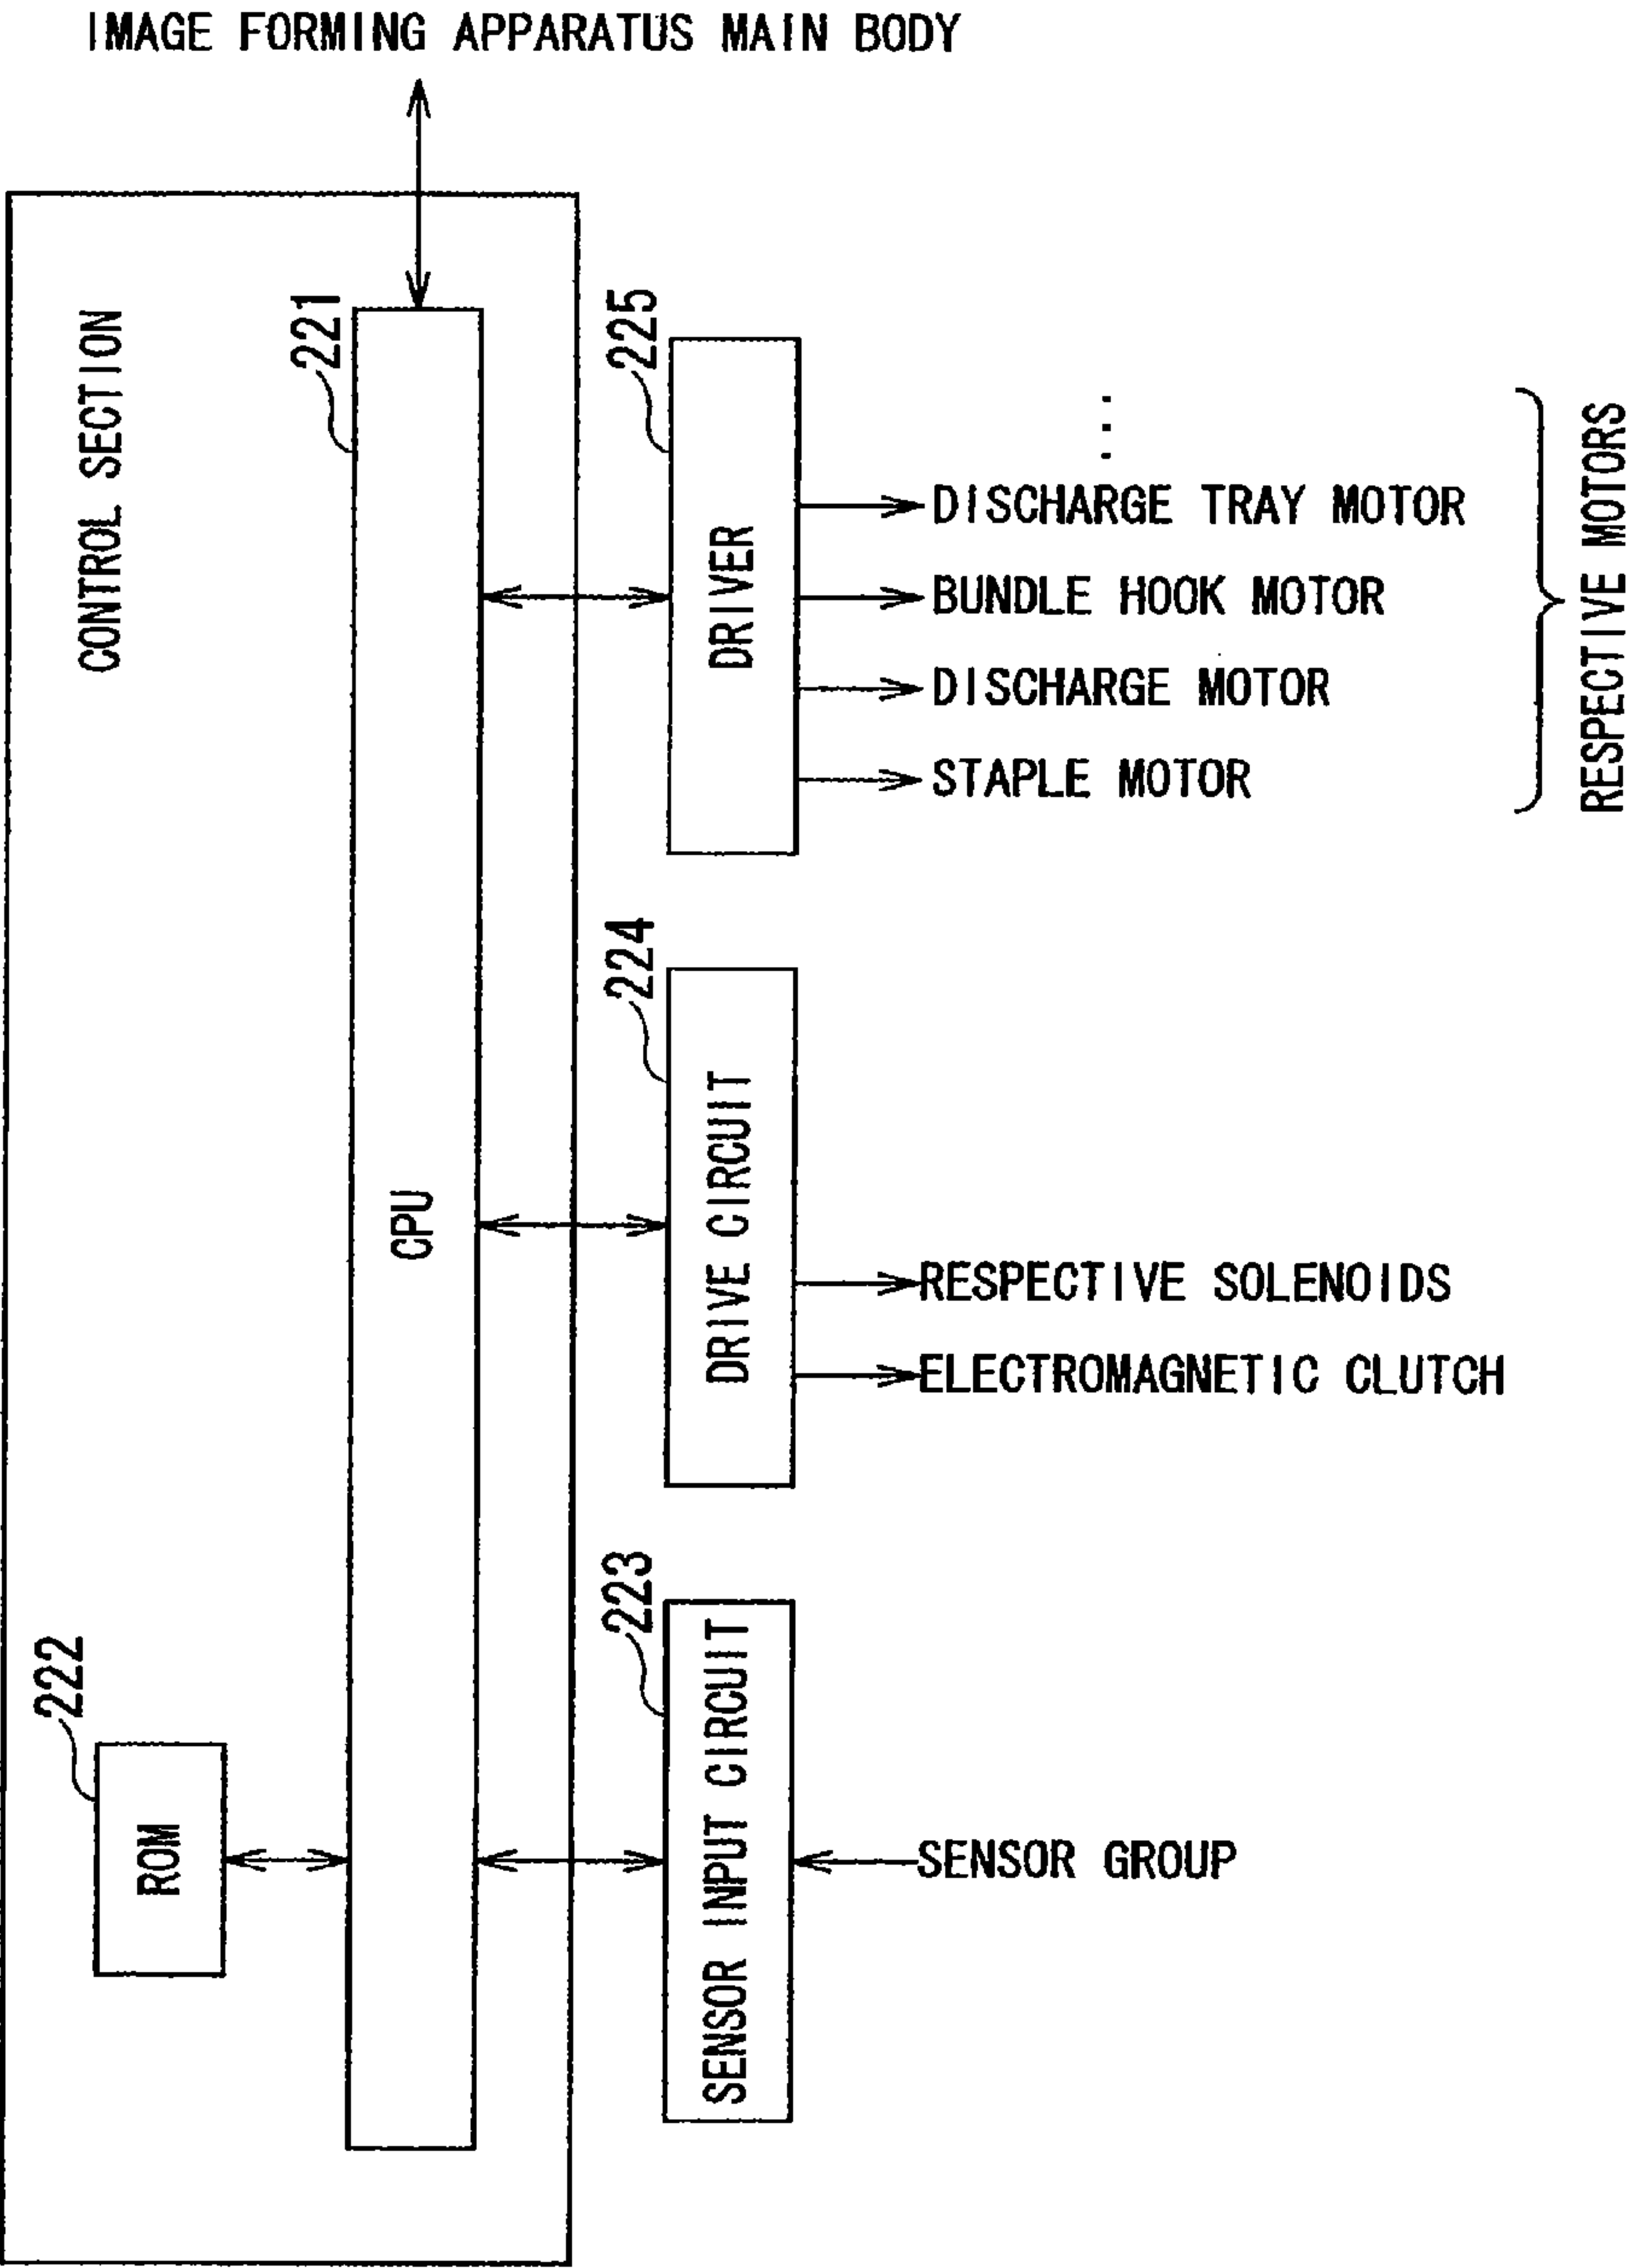 IMAGE FORMING APPARATUS MAIN BODY
CONTROL SECTION
221
CPU
222
ROM
225
DRIVER
DISCHARGE TRAY MOTOR
BUNDLE HOOK MOTOR
DISCHARGE MOTOR
STAPLE MOTOR
...
RESPECTIVE MOTORS
224
DRIVE CIRCUIT
RESPECTIVE SOLENOIDS
ELECTROMAGNETIC CLUTCH
223
SENSOR INPUT CIRCUIT
SENSOR GROUP